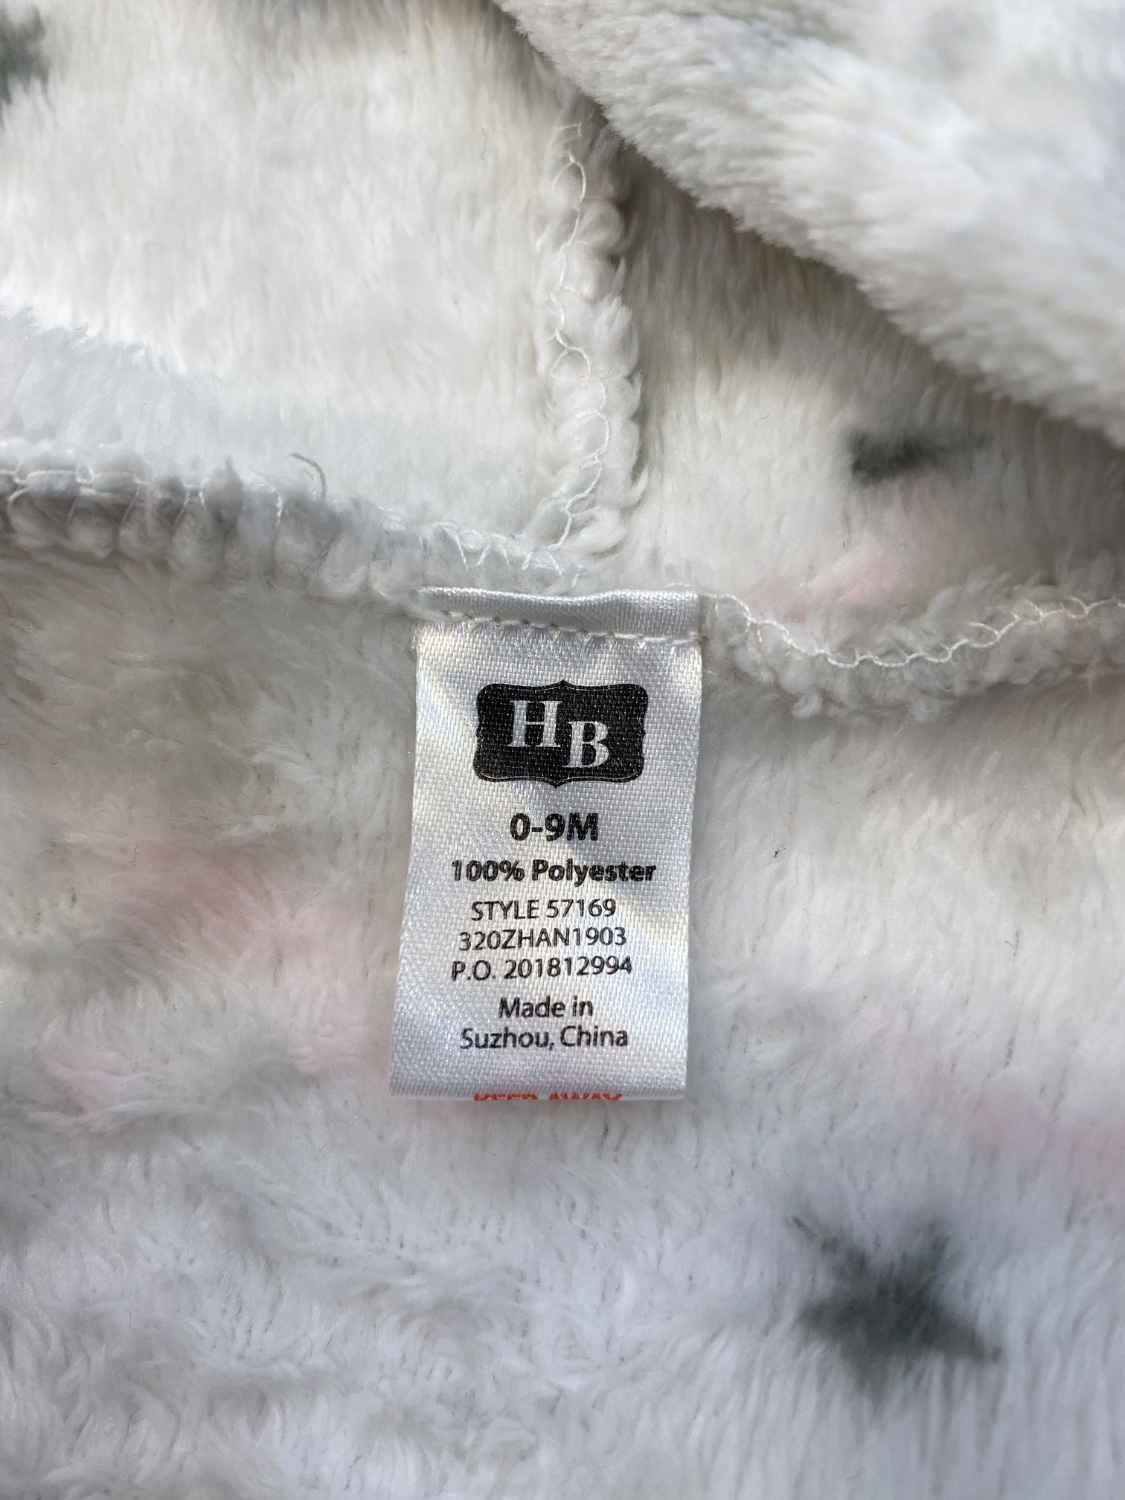 HB
0-9M
100% Polyester
STYLE 57169
320ZHAN1903
P.O. 201812994
Made in
Suzhou, China